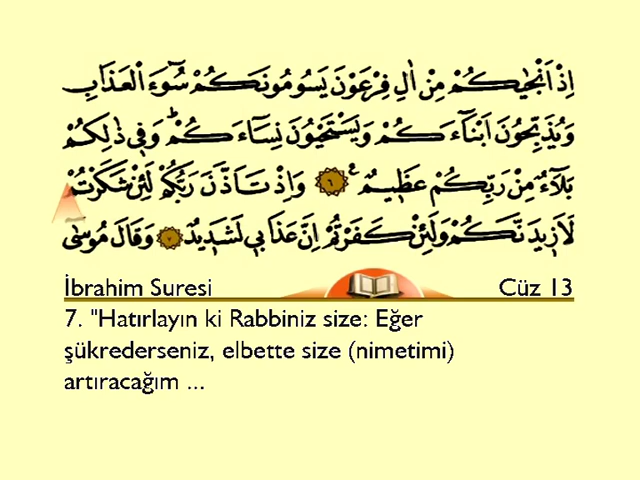 اِذْ اَنْجٰيكُمْ مِنْ اٰلِ فِرْعَوْنَ يَسُومُونَكُمْ سُٓوءَ الْعَذَابِ
وَيُذَبِّحُونَ اَبْنَٓاءَكُمْ وَيَسْتَحْيُونَ نِسَٓاءَكُمْۜ وَف۪ي ذٰلِكُمْ
بَلَٓاءٌ مِنْ رَبِّكُمْ عَظ۪يمٌ۟ ﴿٦﴾ وَاِذْ تَاَذَّنَ رَبُّكُمْ لَئِنْ شَكَرْتُمْ
لَاَز۪يدَنَّكُمْ وَلَئِنْ كَفَرْتُمْ اِنَّ عَذَاب۪ي لَشَد۪يدٌ ﴿٧﴾ وَقَالَ مُوسٰٓى
İbrahim Suresi Cüz 13
7. "Hatırlayın ki Rabbiniz size: Eğer
şükrederseniz, elbette size (nimetimi)
artıracağım ...